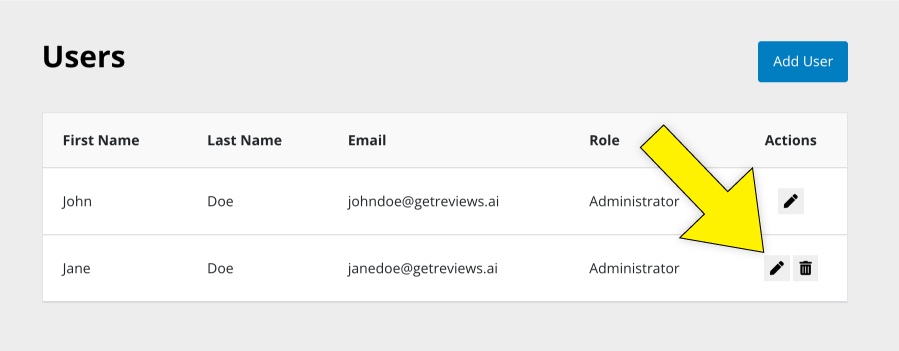 Users
Add User
First Name Last Name Email Role Actions
John Doe johndoe@getreviews.ai Administrator
Jane Doe janedoe@getreviews.ai Administrator